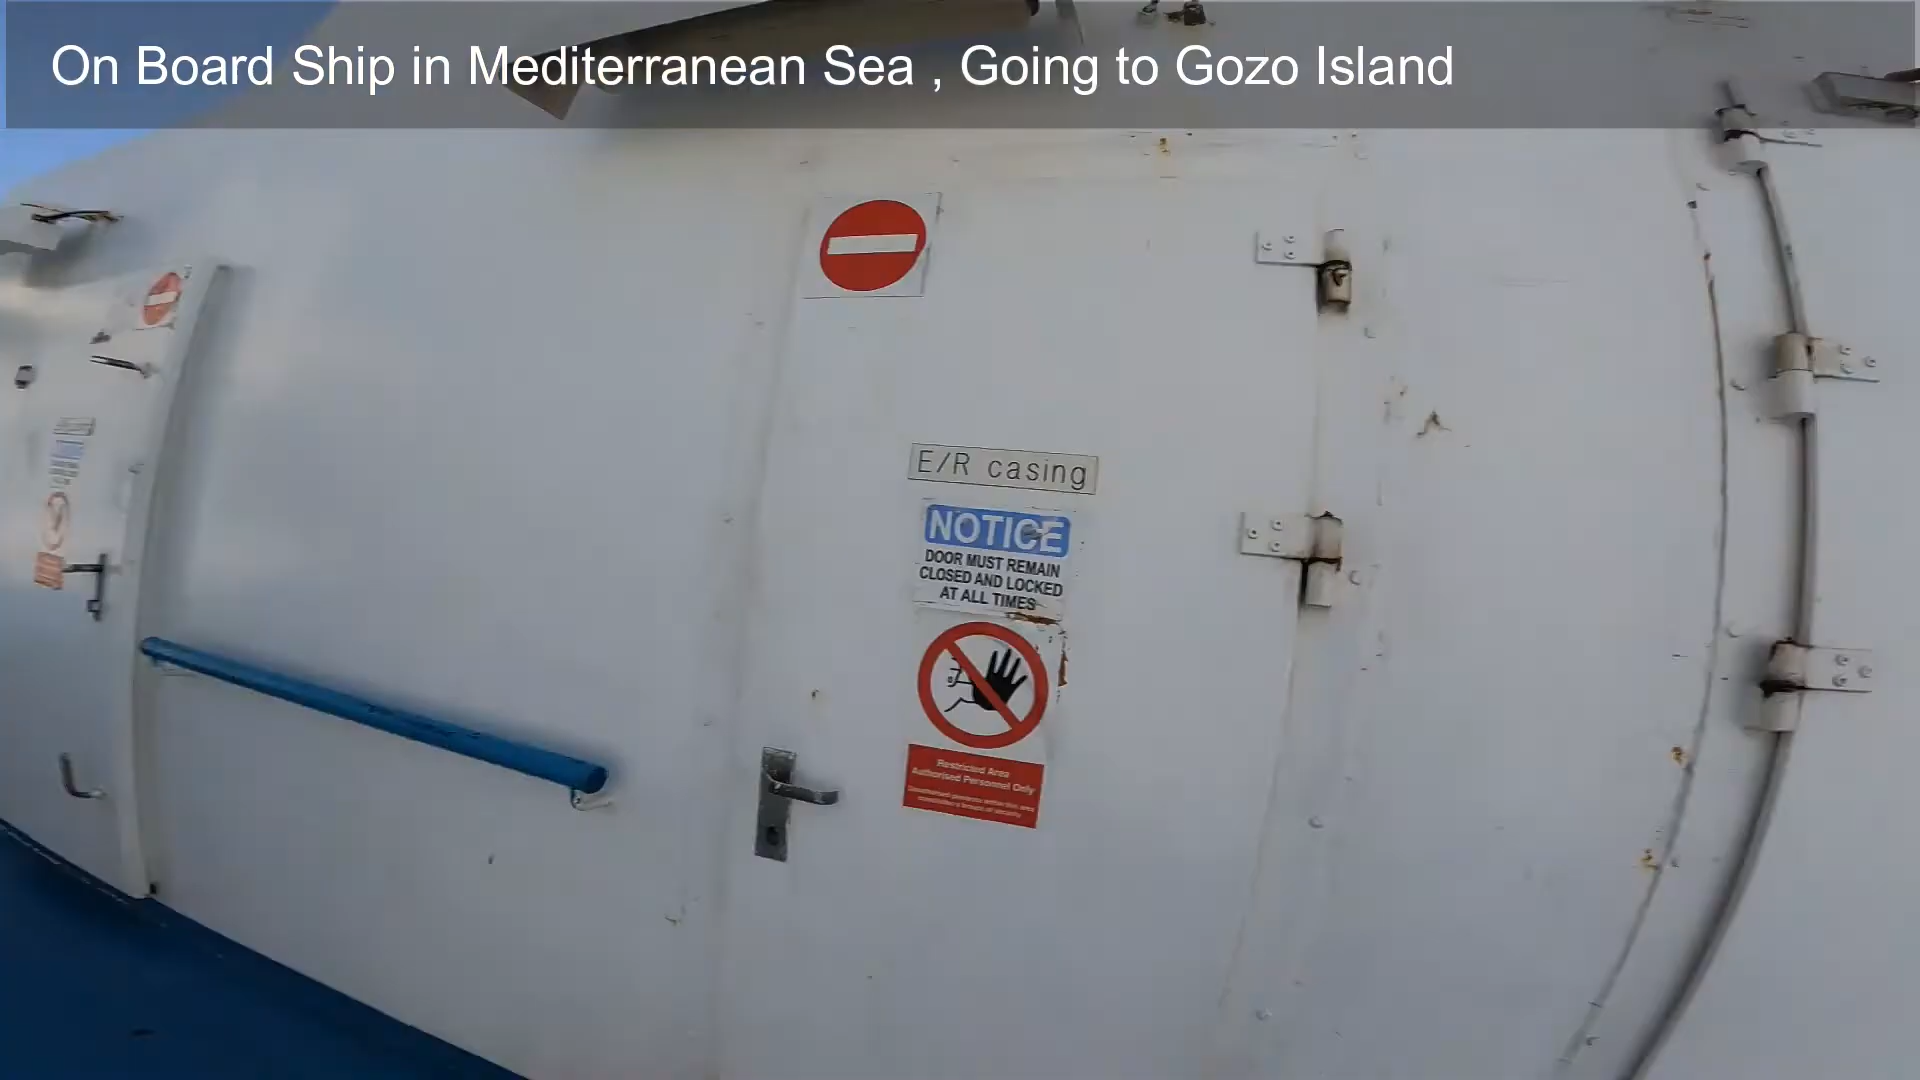 On Board Ship in Mediterranean Sea , Going to Gozo Island
E/R casing
NOTICE
DOOR MUST REMAIN
CLOSED AND LOCKED
AT ALL TIMES
Restricted Area
Authorised Personnel Only